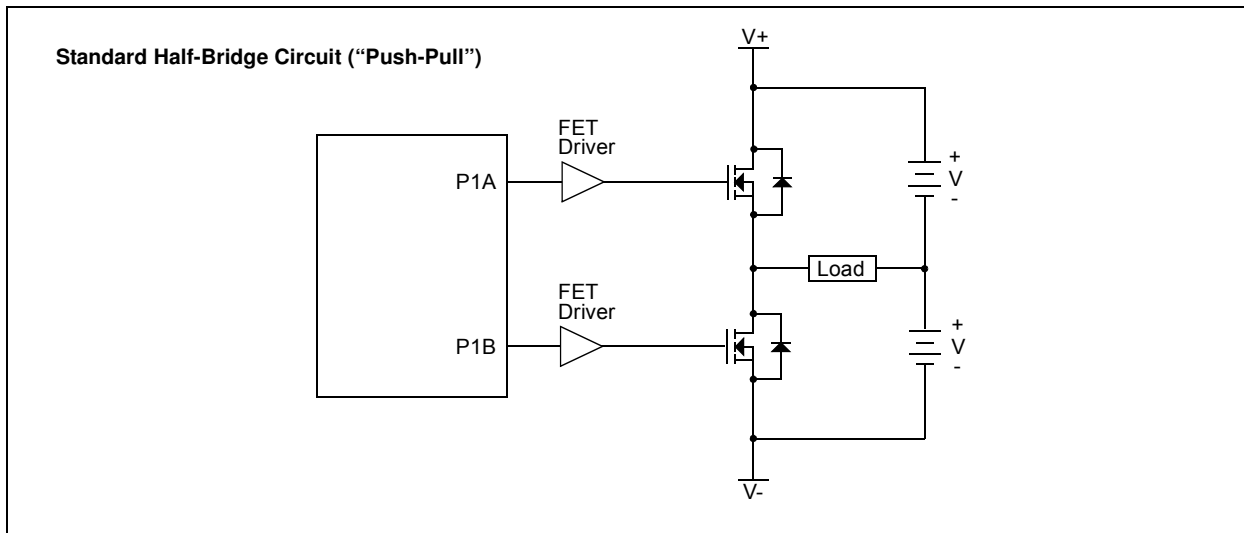 Standard Half-Bridge Circuit (“Push-Pull”)
V+
FET
Driver
P1A
+
V
-
Load
FET
Driver
P1B
+
V
-
V-